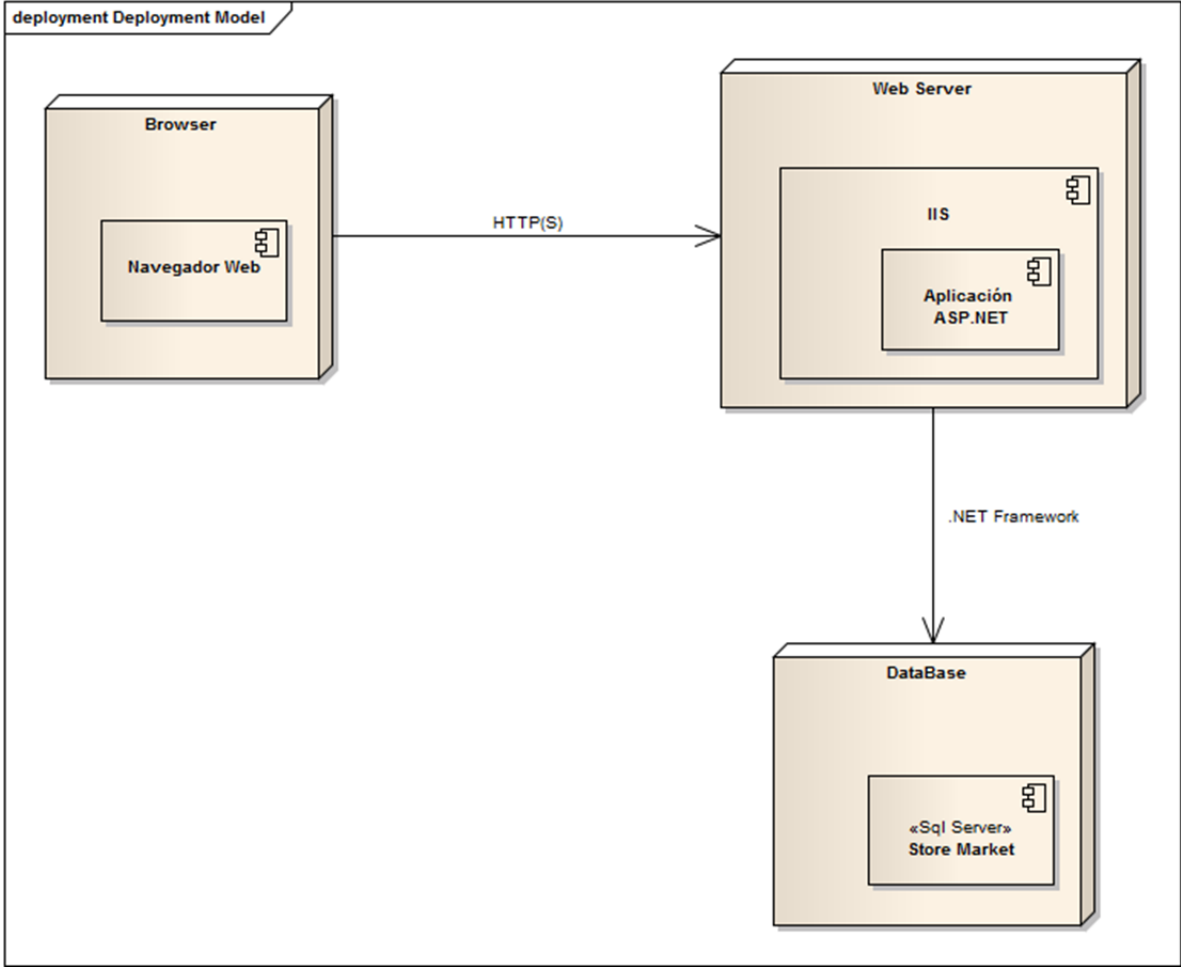 deployment Deployment Model
Browser
Navegador Web
HTTP(S)
Web Server
IIS
Aplicación
ASP.NET
.NET Framework
DataBase
«Sql Server»
Store Market